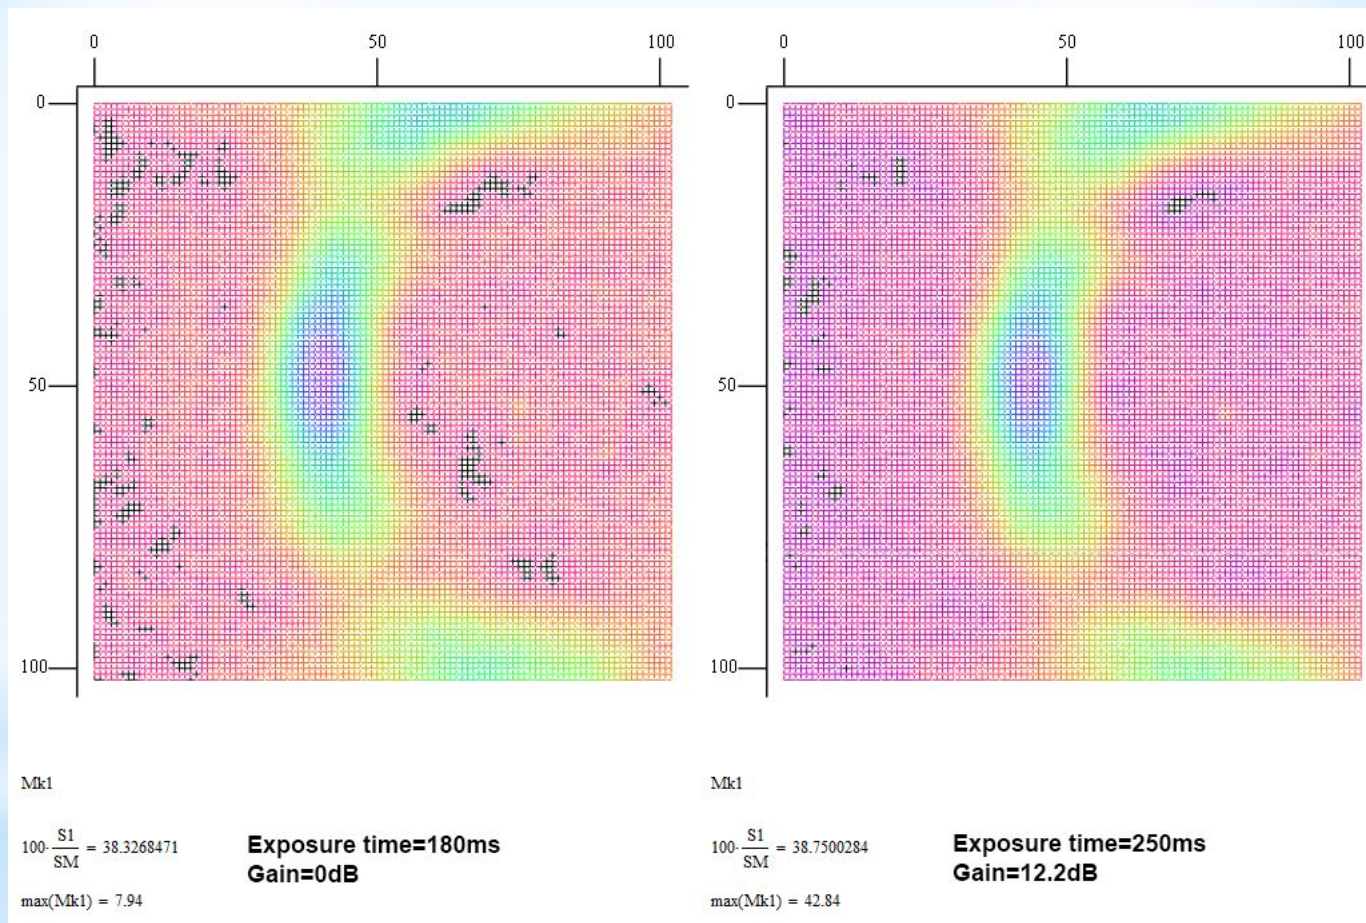 0 50 100
0
50
100
Mk1
100· S1/SM = 38.3268471
max(Mk1) = 7.94
Exposure time=180ms
Gain=0dB
0 50 100
0
50
100
Mk1
100· S1/SM = 38.7500284
max(Mk1) = 42.84
Exposure time=250ms
Gain=12.2dB